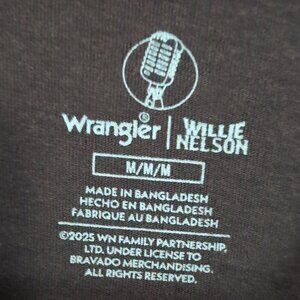 Wrangler® | WILLIE
NELSON
M/M/M
MADE IN BANGLADESH
HECHO EN BANGLADESH
FABRIQUE AU BANGLADESH
©2025 WN FAMILY PARTNERSHIP,
LTD. UNDER LICENSE TO
BRAVADO MERCHANDISING.
ALL RIGHTS RESERVED.